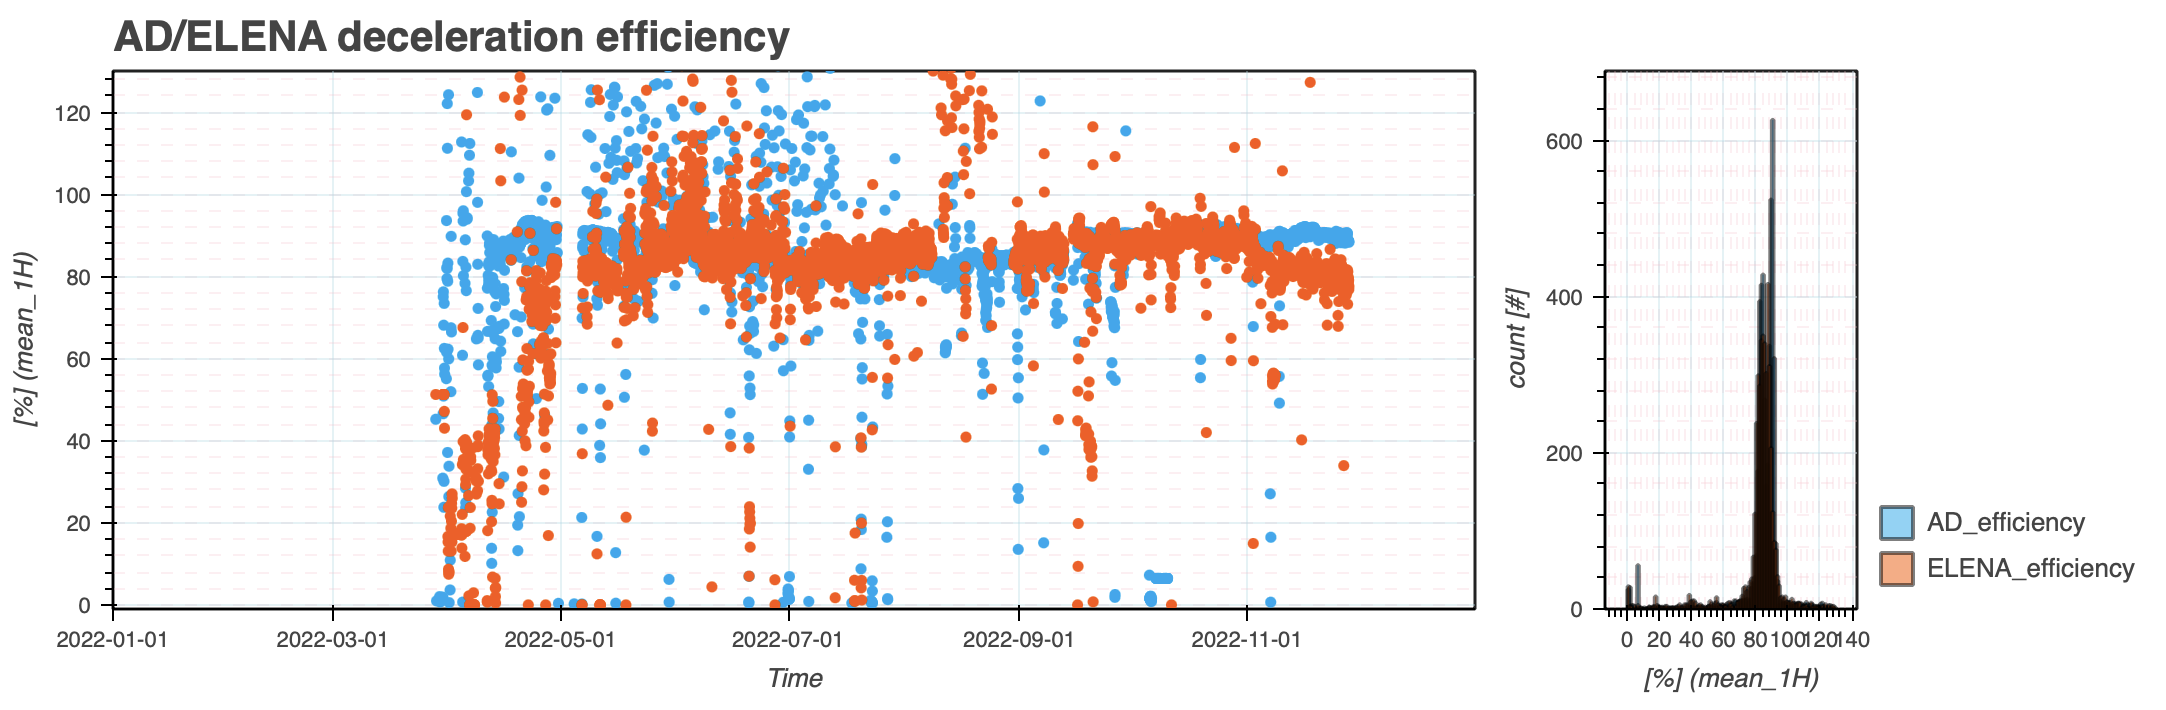 AD/ELENA deceleration efficiency
[%] (mean_1H)
120
100
80
60
40
20
0
2022-01-01 2022-03-01 2022-05-01 2022-07-01 2022-09-01 2022-11-01
Time
count [#]
600
400
200
0
0 20 40 60 80 100 120 140
[%] (mean_1H)
AD_efficiency
ELENA_efficiency